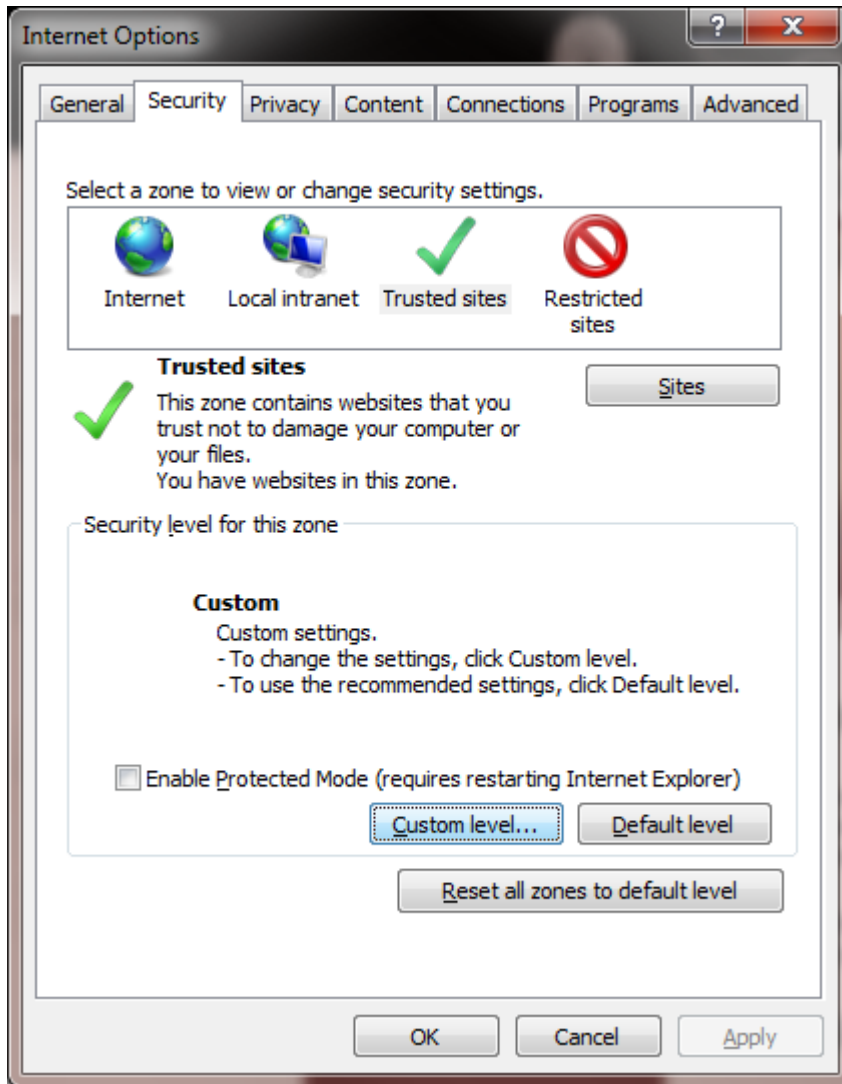 Internet Options
?
X
General Security Privacy Content Connections Programs Advanced
Select a zone to view or change security settings.
Internet Local intranet Trusted sites Restricted
sites
Trusted sites
Sites
This zone contains websites that you
trust not to damage your computer or
your files.
You have websites in this zone.
Security level for this zone
Custom
Custom settings.
- To change the settings, click Custom level.
- To use the recommended settings, click Default level.
Enable Protected Mode (requires restarting Internet Explorer)
Custom level... Default level
Reset all zones to default level
OK Cancel Apply